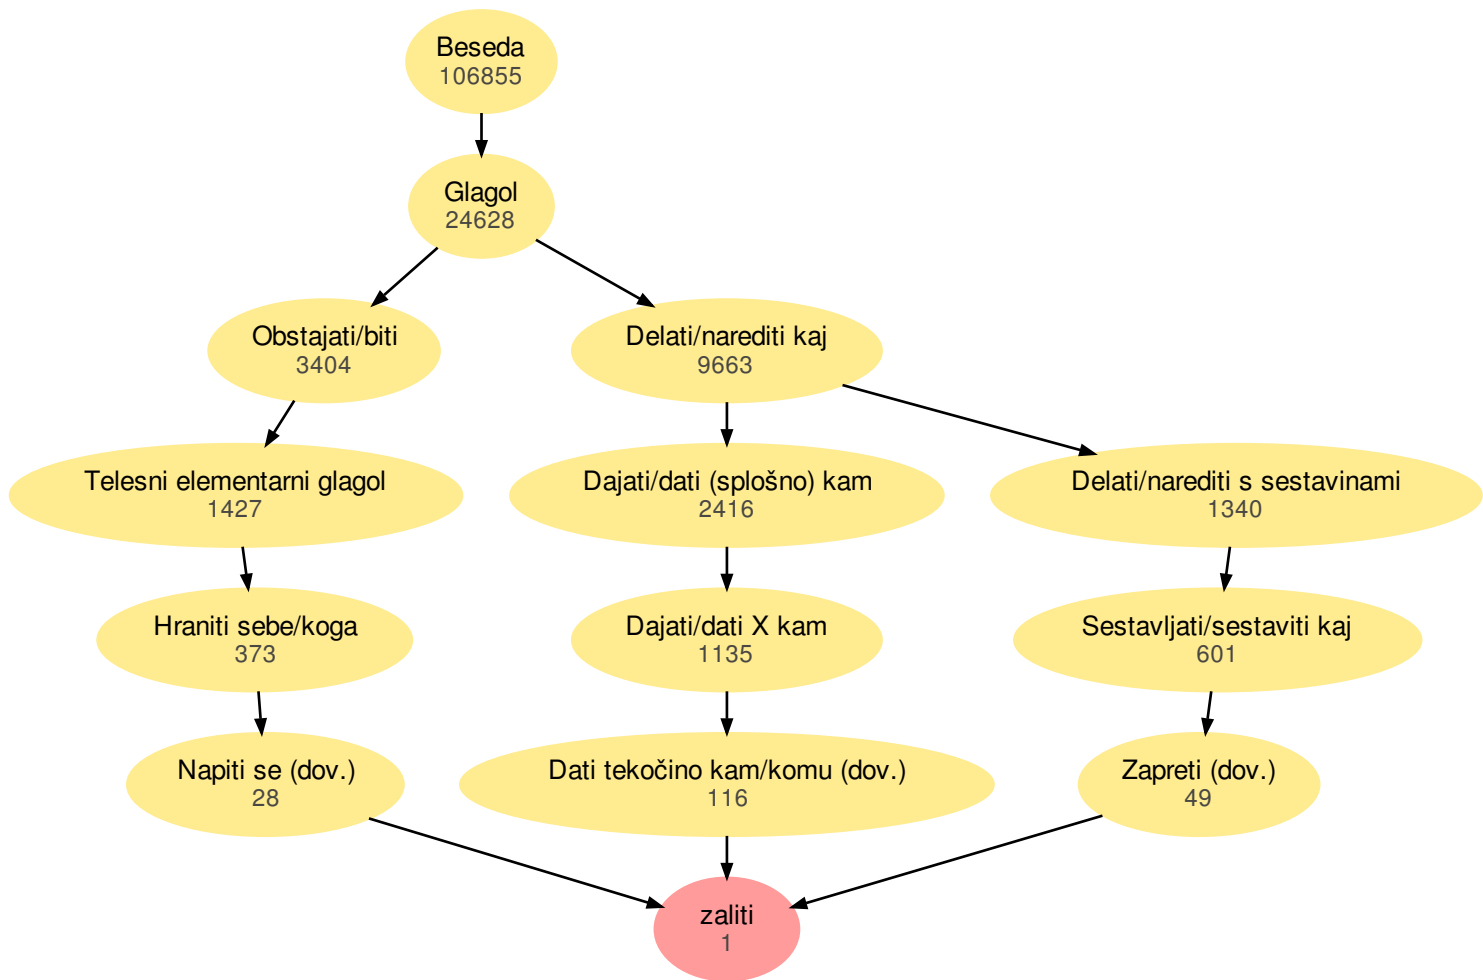 Beseda
106855
Glagol
24628
Obstajati/biti
3404
Delati/narediti kaj
9663
Telesni elementarni glagol
1427
Dajati/dati (splošno) kam
2416
Delati/narediti s sestavinami
1340
Hraniti sebe/koga
373
Dajati/dati X kam
1135
Sestavljati/sestaviti kaj
601
Napiti se (dov.)
28
Dati tekočino kam/komu (dov.)
116
Zapreti (dov.)
49
zaliti
1